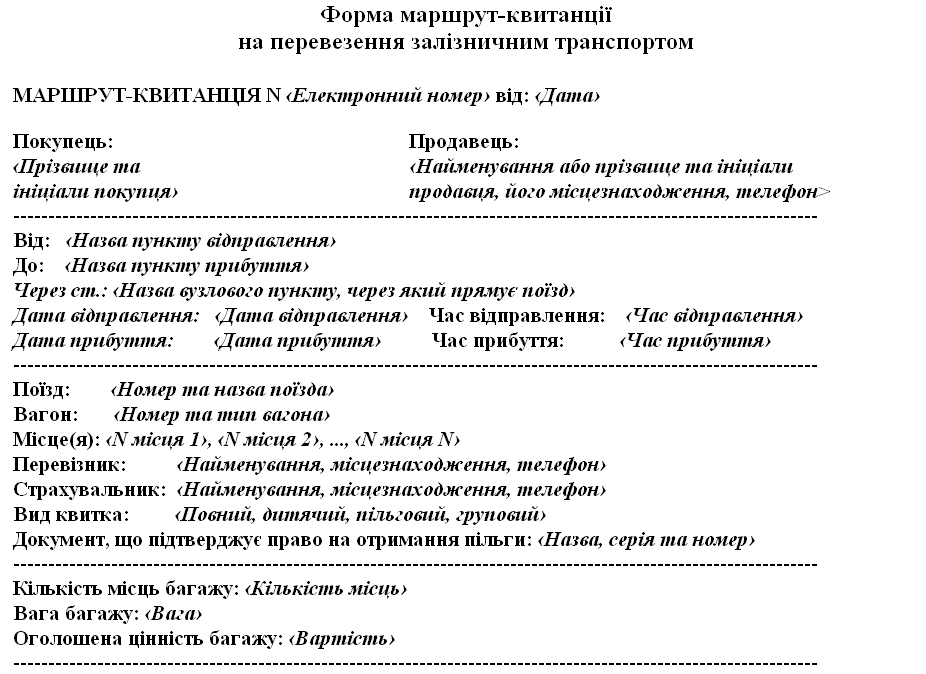 Форма маршрут-квитанції
на перевезення залізничним транспортом
МАРШРУТ-КВИТАНЦІЯ N ‹Електронний номер› від: ‹Дата›
Покупець: Продавець:
‹Прізвище та ‹Найменування або прізвище та ініціали
ініціали покупця› продавця, його місцезнаходження, телефон>
--------------------------------------------------------------------------------------------------------------------
Від: ‹Назва пункту відправлення›
До: ‹Назва пункту прибуття›
Через ст.: ‹Назва вузлового пункту, через який прямує поїзд›
Дата відправлення: ‹Дата відправлення› Час відправлення: ‹Час відправлення›
Дата прибуття: ‹Дата прибуття› Час прибуття: ‹Час прибуття›
--------------------------------------------------------------------------------------------------------------------
Поїзд: ‹Номер та назва поїзда›
Вагон: ‹Номер та тип вагона›
Місце(я): ‹N місця 1›, ‹N місця 2›, ..., ‹N місця N›
Перевізник: ‹Найменування, місцезнаходження, телефон›
Страхувальник: ‹Найменування, місцезнаходження, телефон›
Вид квитка: ‹Повний, дитячий, пільговий, груповий›
Документ, що підтверджує право на отримання пільги: ‹Назва, серія та номер›
--------------------------------------------------------------------------------------------------------------------
Кількість місць багажу: ‹Кількість місць›
Вага багажу: ‹Вага›
Оголошена цінність багажу: ‹Вартість›
--------------------------------------------------------------------------------------------------------------------